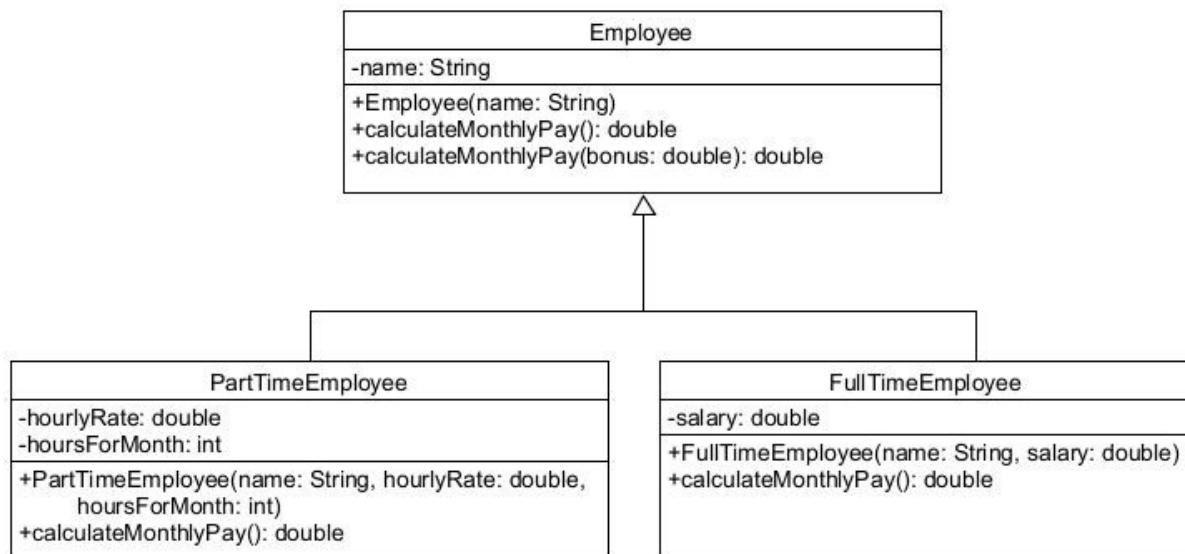 Employee
-name: String
+Employee(name: String)
+calculateMonthlyPay(): double
+calculateMonthlyPay(bonus: double): double
PartTimeEmployee
-hourlyRate: double
-hoursForMonth: int
+PartTimeEmployee(name: String, hourlyRate: double,
hoursForMonth: int)
+calculateMonthlyPay(): double
FullTimeEmployee
-salary: double
+FullTimeEmployee(name: String, salary: double)
+calculateMonthlyPay(): double